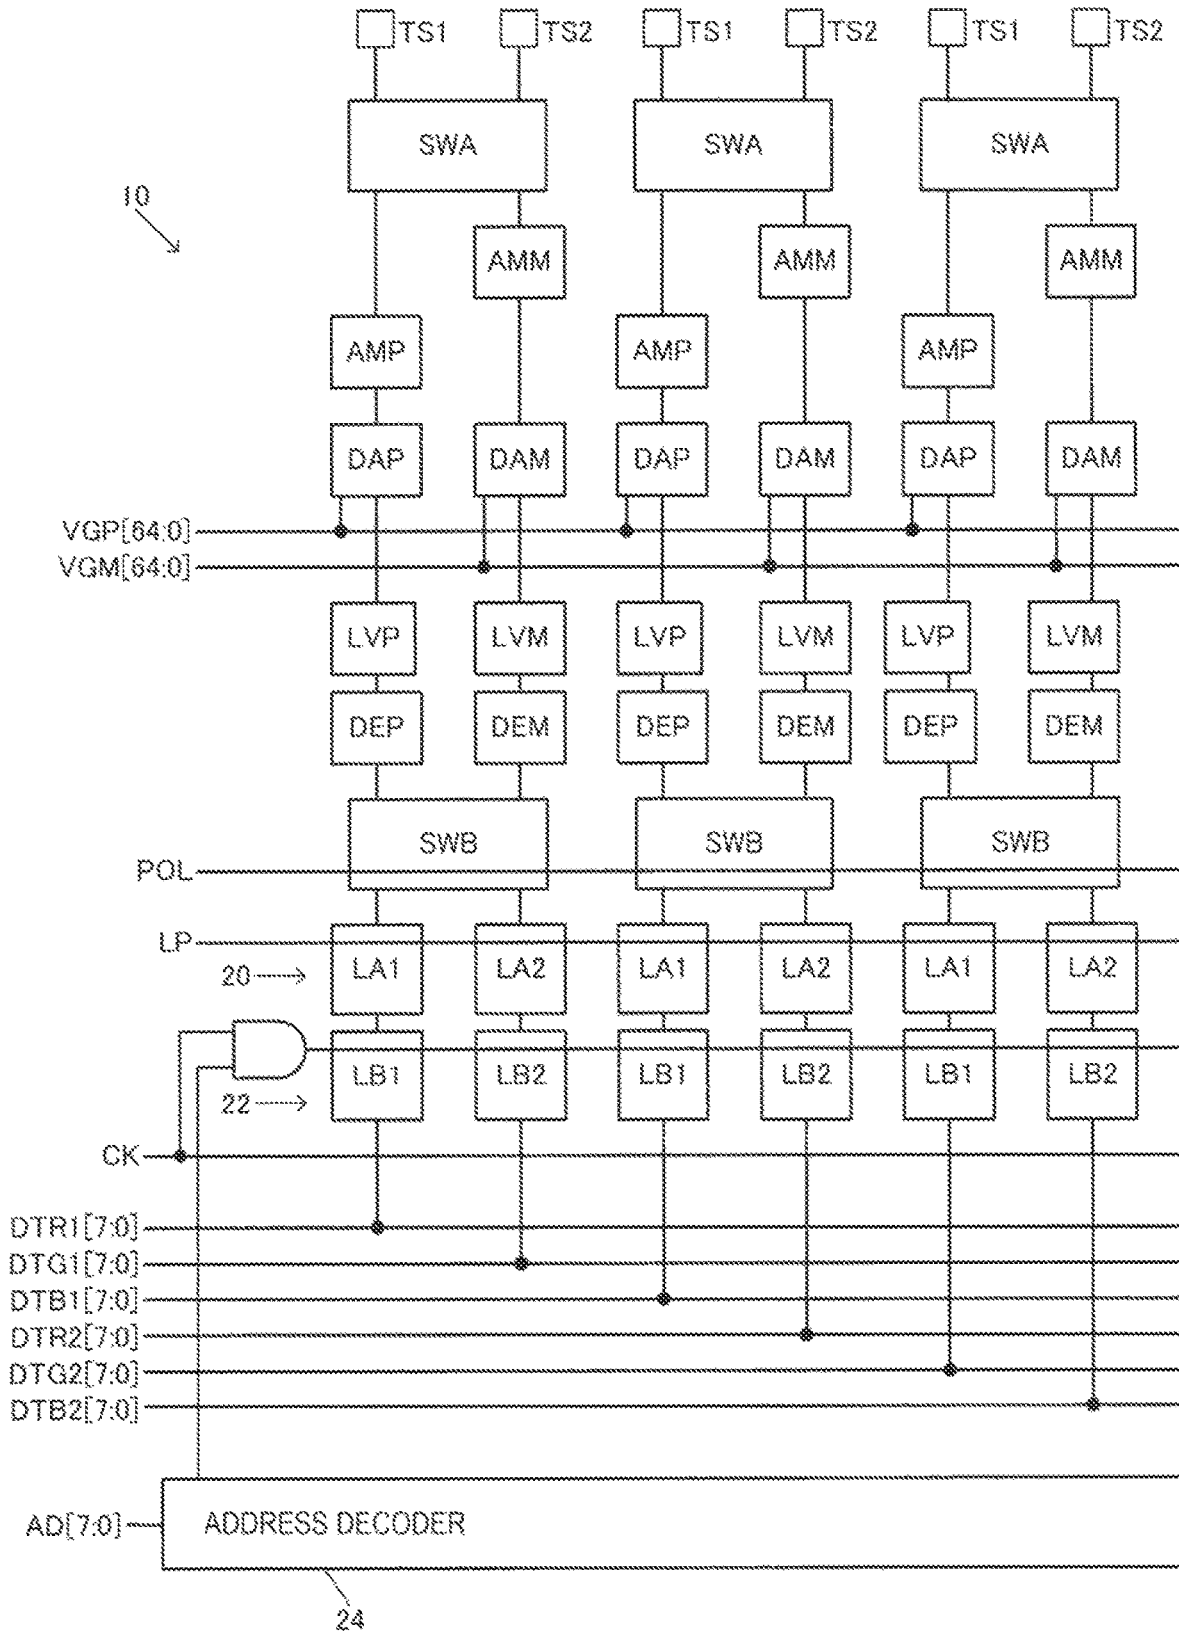 TS1 TS2 TS1 TS2 TS1 TS2
SWA SWA SWA
10
AMM AMM AMM
AMP AMP AMP
DAP DAM DAP DAM DAP DAM
VGP[64:0]
VGM[64:0]
LVP LVM LVP LVM LVP LVM
DEP DEM DEP DEM DEP DEM
SWB SWB SWB
POL
LP
20 LA1 LA2 LA1 LA2 LA1 LA2
LB1 LB2 LB1 LB2 LB1 LB2
22
CK
DTR1[7:0]
DTG1[7:0]
DTB1[7:0]
DTR2[7:0]
DTG2[7:0]
DTB2[7:0]
AD[7:0] ADDRESS DECODER
24